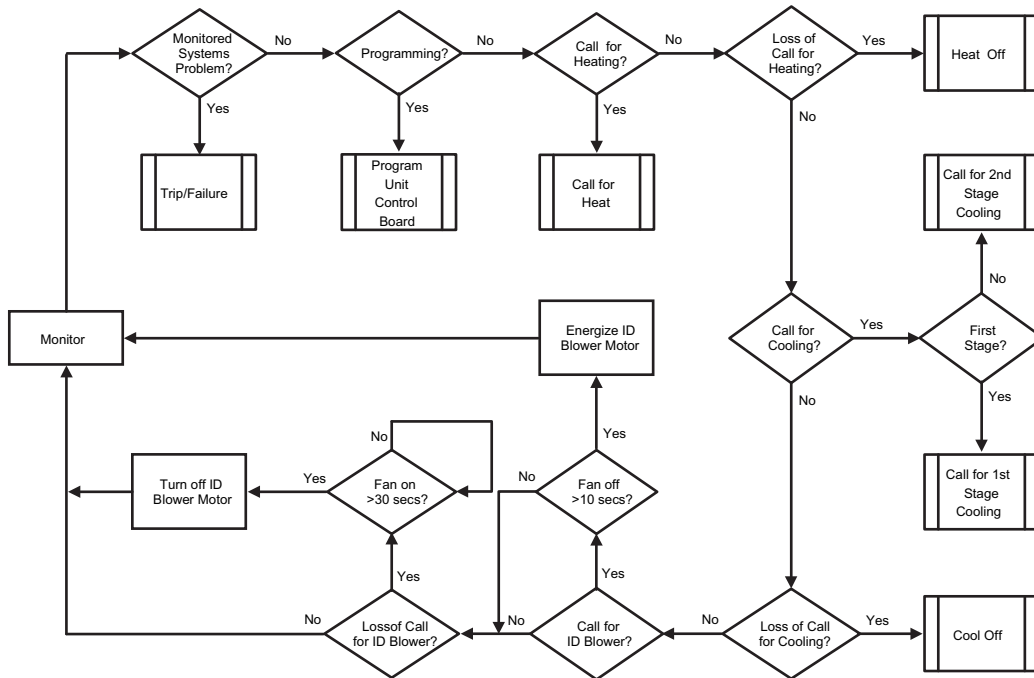 Monitored
Systems
Problem?
No
Yes
Trip/Failure
Programming?
No
Yes
Program
Unit
Control
Board
Call for
Heating?
No
Yes
Call for
Heat
Loss of
Call for
Heating?
Yes
No
Heat Off
Call for 2nd
Stage
Cooling
No
Call for
Cooling?
Yes
No
First
Stage?
Yes
Call for 1st
Stage
Cooling
Monitor
Energize ID
Blower Motor
Yes
No
Fan off
>10 secs?
No
Fan on
>30 secs?
Yes
Turn off ID
Blower Motor
Yes
Yes
No
Lossof Call
for ID Blower?
No
Call for
ID Blower?
No
Loss of Call
for Cooling?
Yes
Cool Off